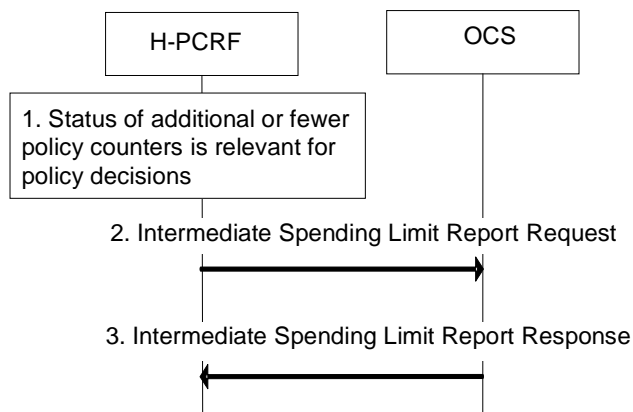 H-PCRF
OCS
1. Status of additional or fewer
policy counters is relevant for
policy decisions
2. Intermediate Spending Limit Report Request
3. Intermediate Spending Limit Report Response